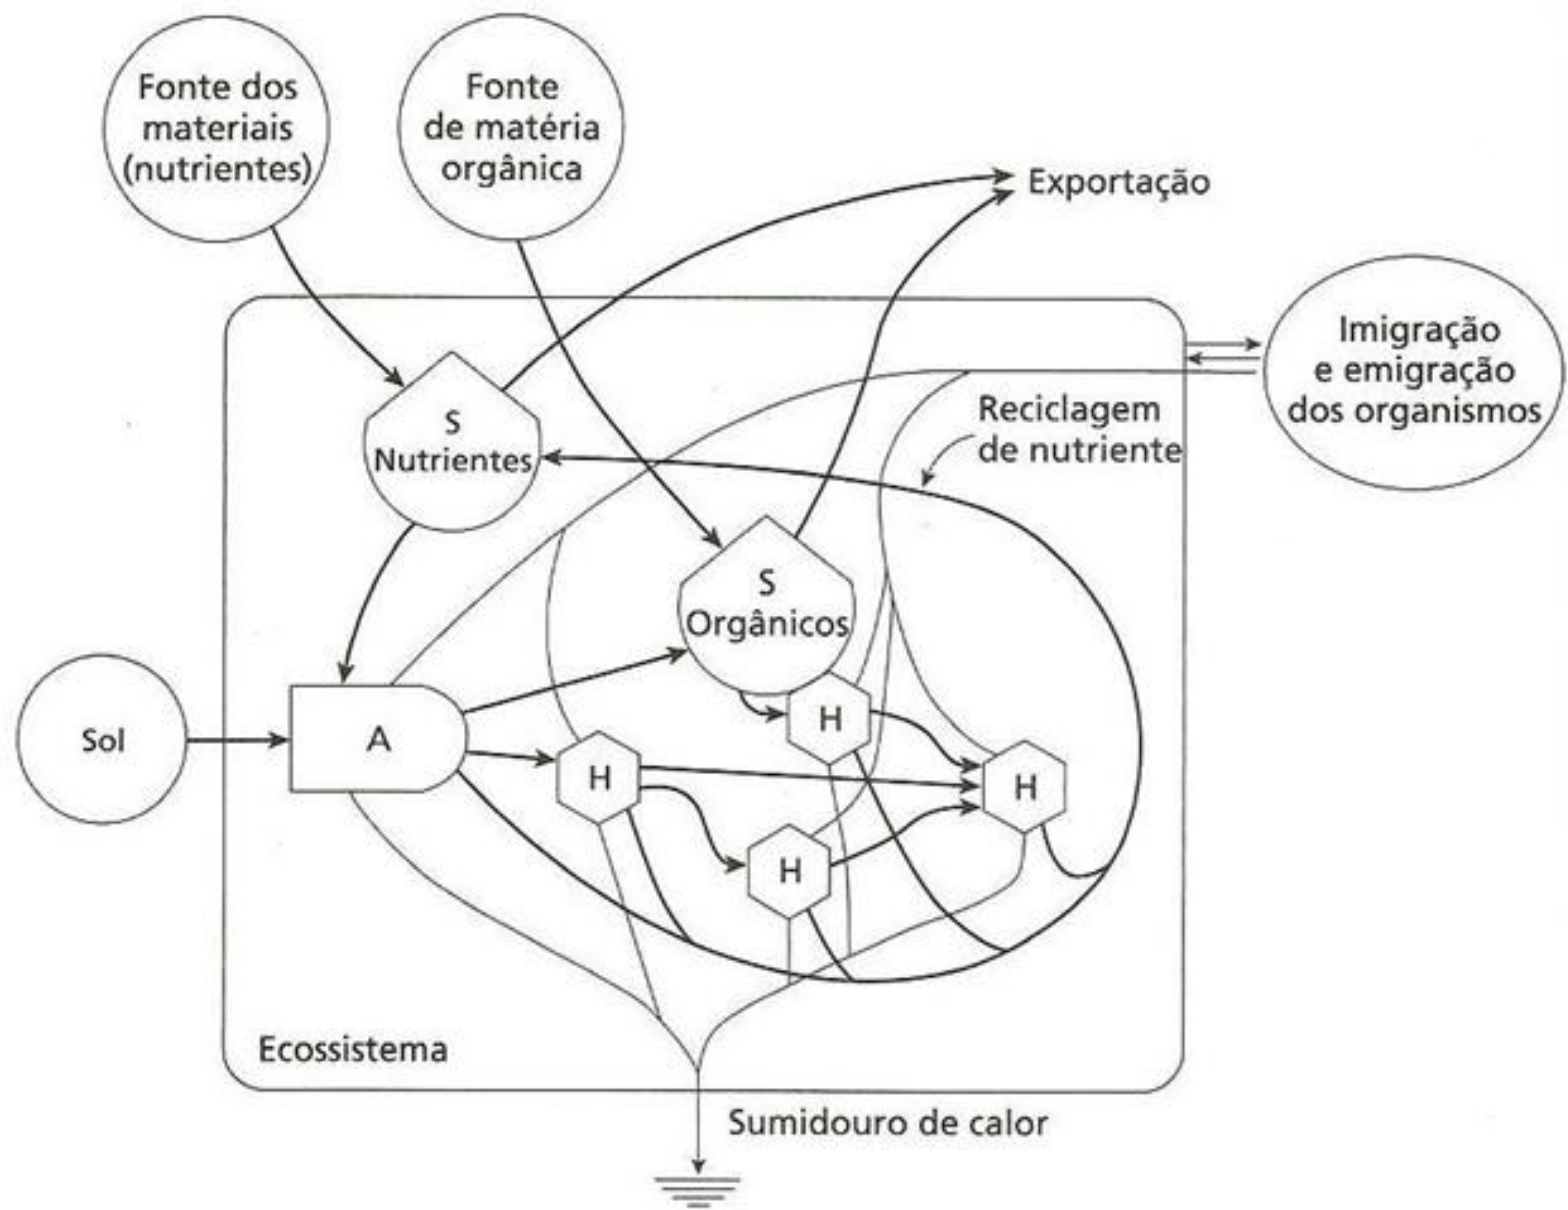 Fonte dos
materiais
(nutrientes)
Fonte
de matéria
orgânica
Exportação
Imigração
e emigração
dos organismos
S
Nutrientes
Reciclagem
de nutriente
S
Orgânicos
Sol
A
H
H
H
H
Ecossistema
Sumidouro de calor